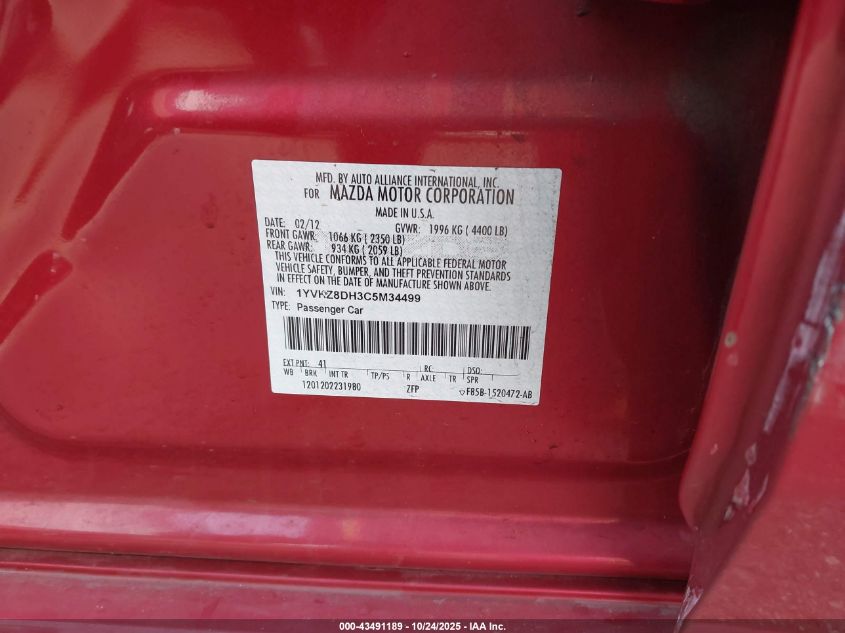 MFD. BY AUTO ALLIANCE INTERNATIONAL, INC.
FOR MAZDA MOTOR CORPORATION
MADE IN U.S.A.
DATE: 02/12 GVWR: 1996 KG ( 4400 LB)
FRONT GAWR: 1066 KG ( 2350 LB)
REAR GAWR: 934 KG ( 2059 LB)
THIS VEHICLE CONFORMS TO ALL APPLICABLE FEDERAL MOTOR
VEHICLE SAFETY, BUMPER, AND THEFT PREVENTION STANDARDS
IN EFFECT ON THE DATE OF MANUFACTURE SHOWN ABOVE.
VIN: 1YVHZ8DH3C5M34499
TYPE: Passenger Car
EXT PNT: 41 RC: DSO:
WB BRK INT TR TP/PS R AXLE TR SPR
1201202231980 ZFP F85B-1520472-AB
000-43491189 - 10/24/2025 - IAA Inc.